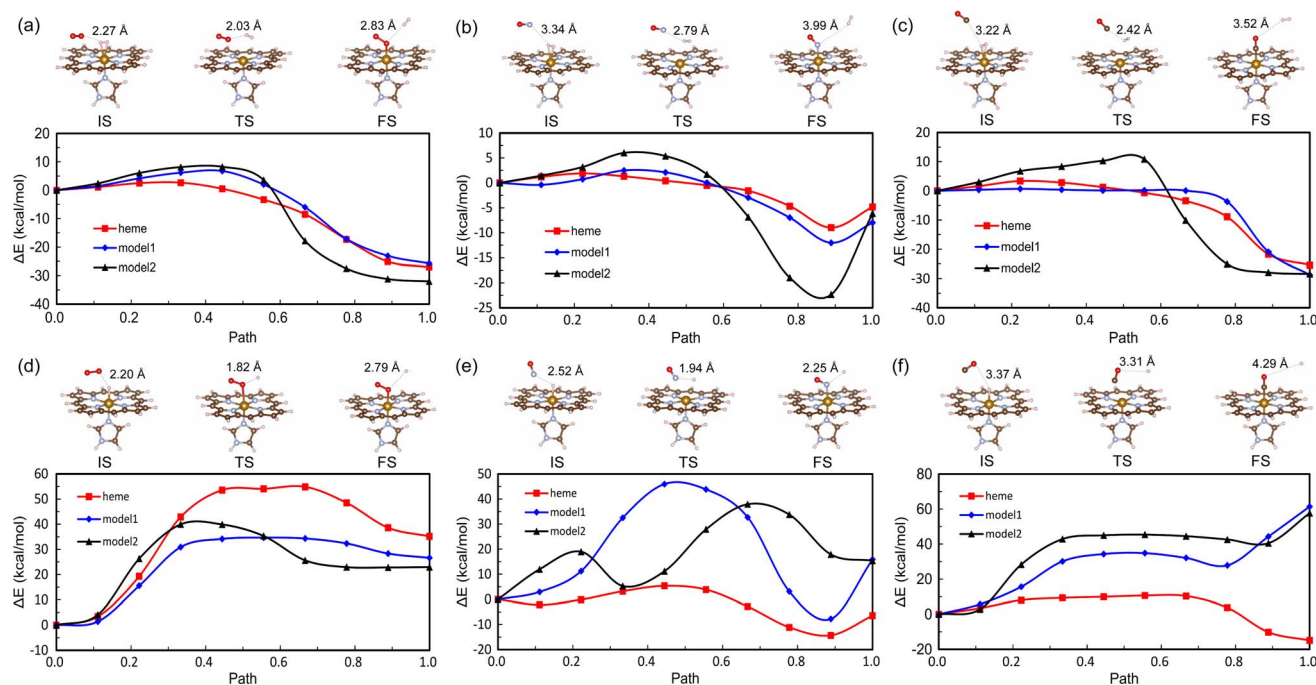 (a)
2.27 Å
2.03 Å
2.83 Å
IS
TS
FS
20
10
0
-10
-20
-30
-40
ΔE (kcal/mol)
heme
model1
model2
0.0
0.2
0.4
0.6
0.8
1.0
Path
(b)
3.34 Å
2.79 Å
3.99 Å
IS
TS
FS
10
5
0
-5
-10
-15
-20
-25
ΔE (kcal/mol)
heme
model1
model2
0.0
0.2
0.4
0.6
0.8
1.0
Path
(c)
3.22 Å
2.42 Å
3.52 Å
IS
TS
FS
20
10
0
-10
-20
-30
-40
ΔE (kcal/mol)
heme
model1
model2
0.0
0.2
0.4
0.6
0.8
1.0
Path
(d)
2.20 Å
1.82 Å
2.79 Å
IS
TS
FS
60
50
40
30
20
10
0
-10
ΔE (kcal/mol)
heme
model1
model2
0.0
0.2
0.4
0.6
0.8
1.0
Path
(e)
2.52 Å
1.94 Å
2.25 Å
IS
TS
FS
50
40
30
20
10
0
-10
-20
ΔE (kcal/mol)
heme
model1
model2
0.0
0.2
0.4
0.6
0.8
1.0
Path
(f)
3.37 Å
3.31 Å
4.29 Å
IS
TS
FS
80
60
40
20
0
-20
ΔE (kcal/mol)
heme
model1
model2
0.0
0.2
0.4
0.6
0.8
1.0
Path